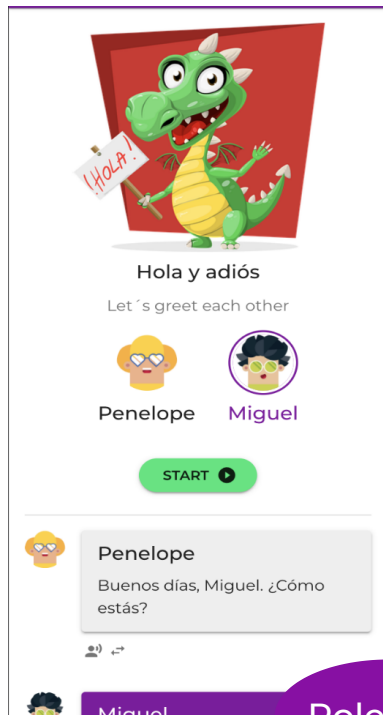 ¡HOLA!
Hola y adiós
Let´s greet each other
Penelope
Miguel
START
Penelope
Buenos días, Miguel. ¿Cómo
estás?
Miguel